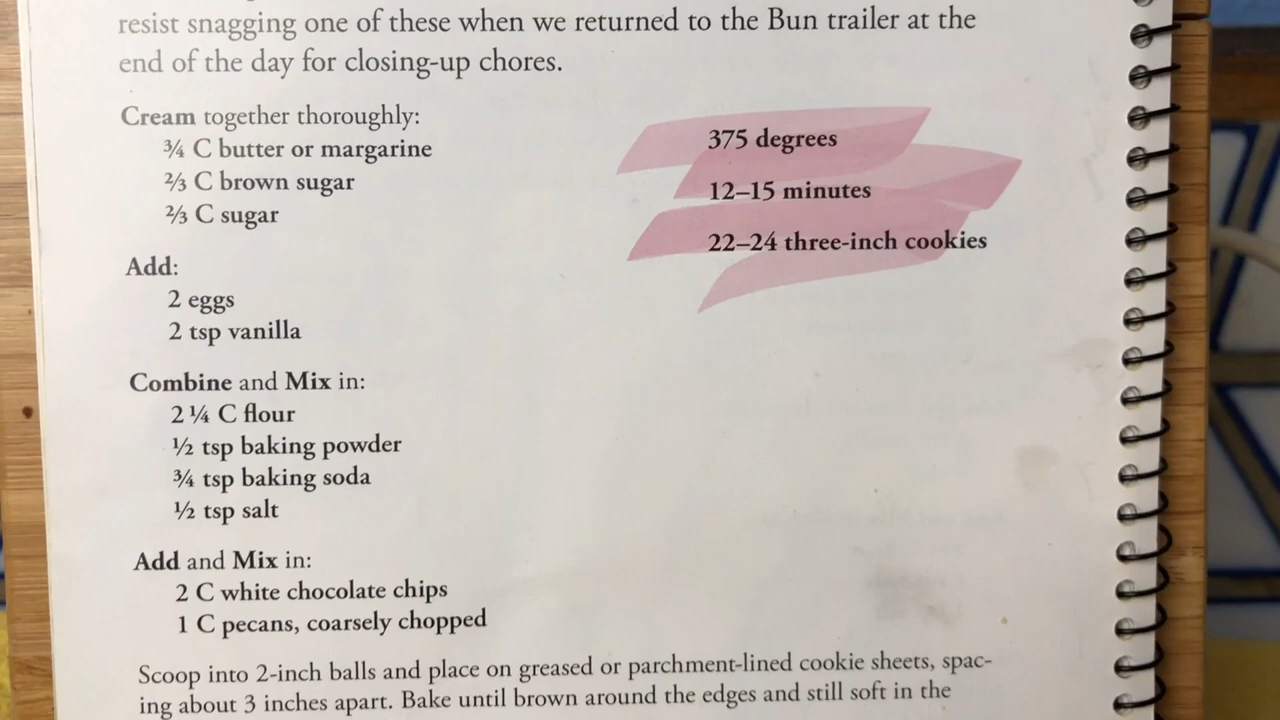 resist snagging one of these when we returned to the Bun trailer at the
end of the day for closing-up chores.
Cream together thoroughly:
¾ C butter or margarine
⅔ C brown sugar
⅔ C sugar
375 degrees
12–15 minutes
22–24 three-inch cookies
Add:
2 eggs
2 tsp vanilla
Combine and Mix in:
2 ¼ C flour
½ tsp baking powder
¾ tsp baking soda
½ tsp salt
Add and Mix in:
2 C white chocolate chips
1 C pecans, coarsely chopped
Scoop into 2-inch balls and place on greased or parchment-lined cookie sheets, spac-
ing about 3 inches apart. Bake until brown around the edges and still soft in the